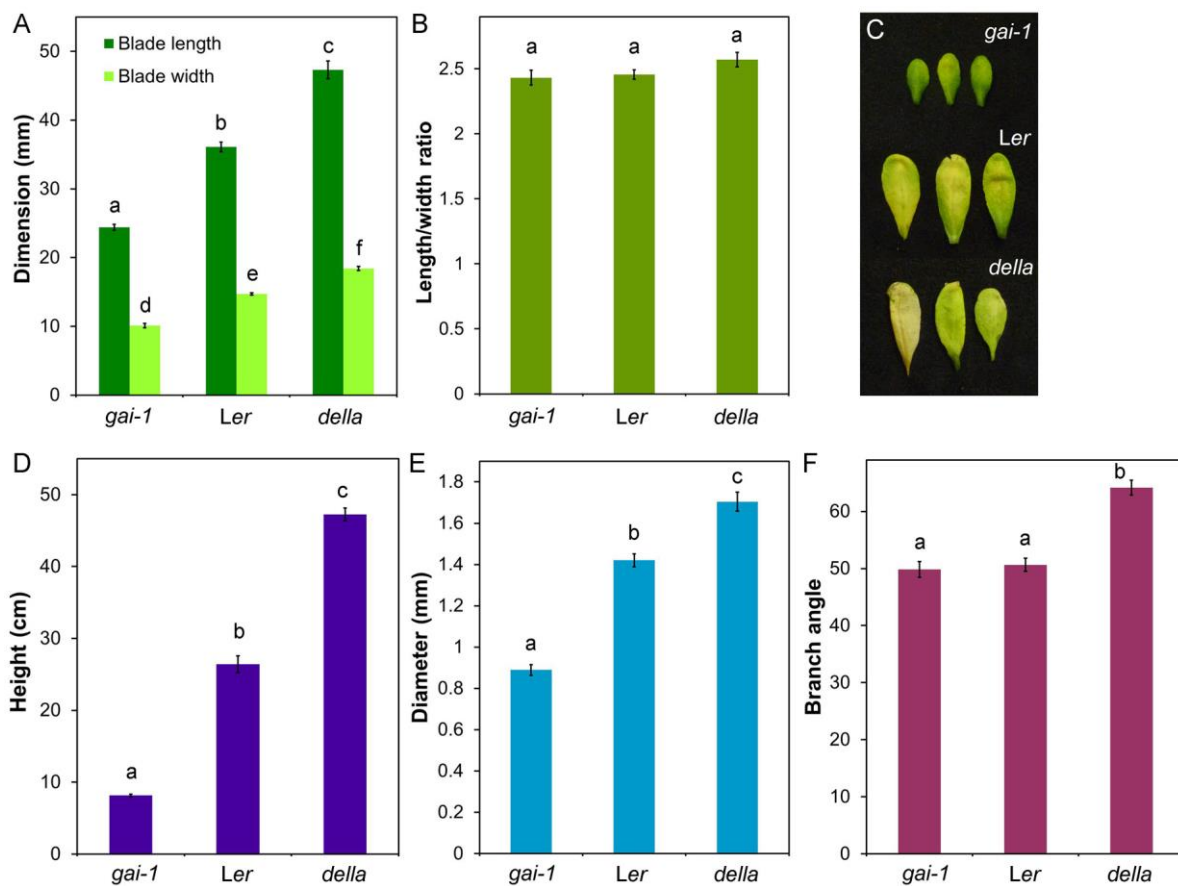 A
Dimension (mm)
50
40
30
20
10
0
Blade length
Blade width
a
d
b
e
c
f
gai-1 Ler della
B
Length/width ratio
2.5
2
1.5
1
0.5
0
a a a
gai-1 Ler della
C
gai-1
Ler
della
D
Height (cm)
50
40
30
20
10
0
a
b
c
gai-1 Ler della
E
Diameter (mm)
1.8
1.6
1.4
1.2
1
0.8
0.6
0.4
0.2
0
a
b
c
gai-1 Ler della
F
Branch angle
60
50
40
30
20
10
0
a a b
gai-1 Ler della